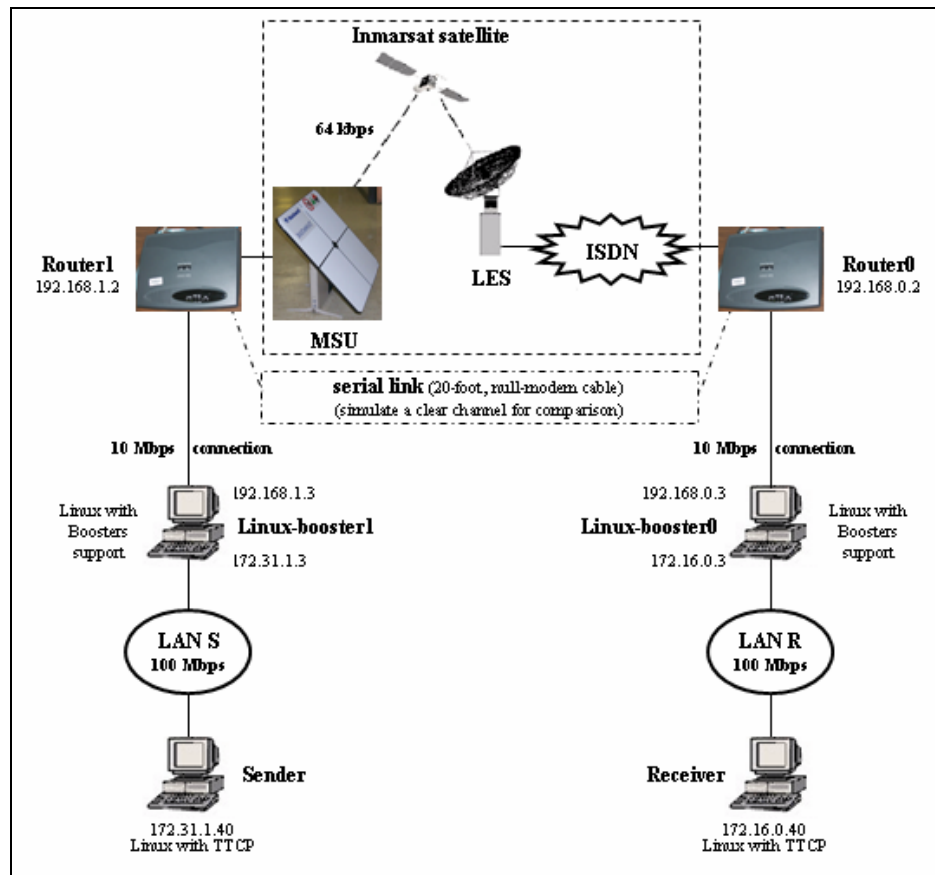 Inmarsat satellite
64 kbps
Router1
192.168.1.2
MSU
LES
ISDN
Router0
192.168.0.2
serial link (20-foot, null-modem cable)
(simulate a clear channel for comparison)
10 Mbps connection
10 Mbps connection
Linux with
Boosters
support
192.168.1.3
Linux-booster1
172.31.1.3
192.168.0.3
Linux-booster0
172.16.0.3
Linux with
Boosters
support
LAN S
100 Mbps
LAN R
100 Mbps
Sender
172.31.1.40
Linux with TTCP
Receiver
172.16.0.40
Linux with TTCP